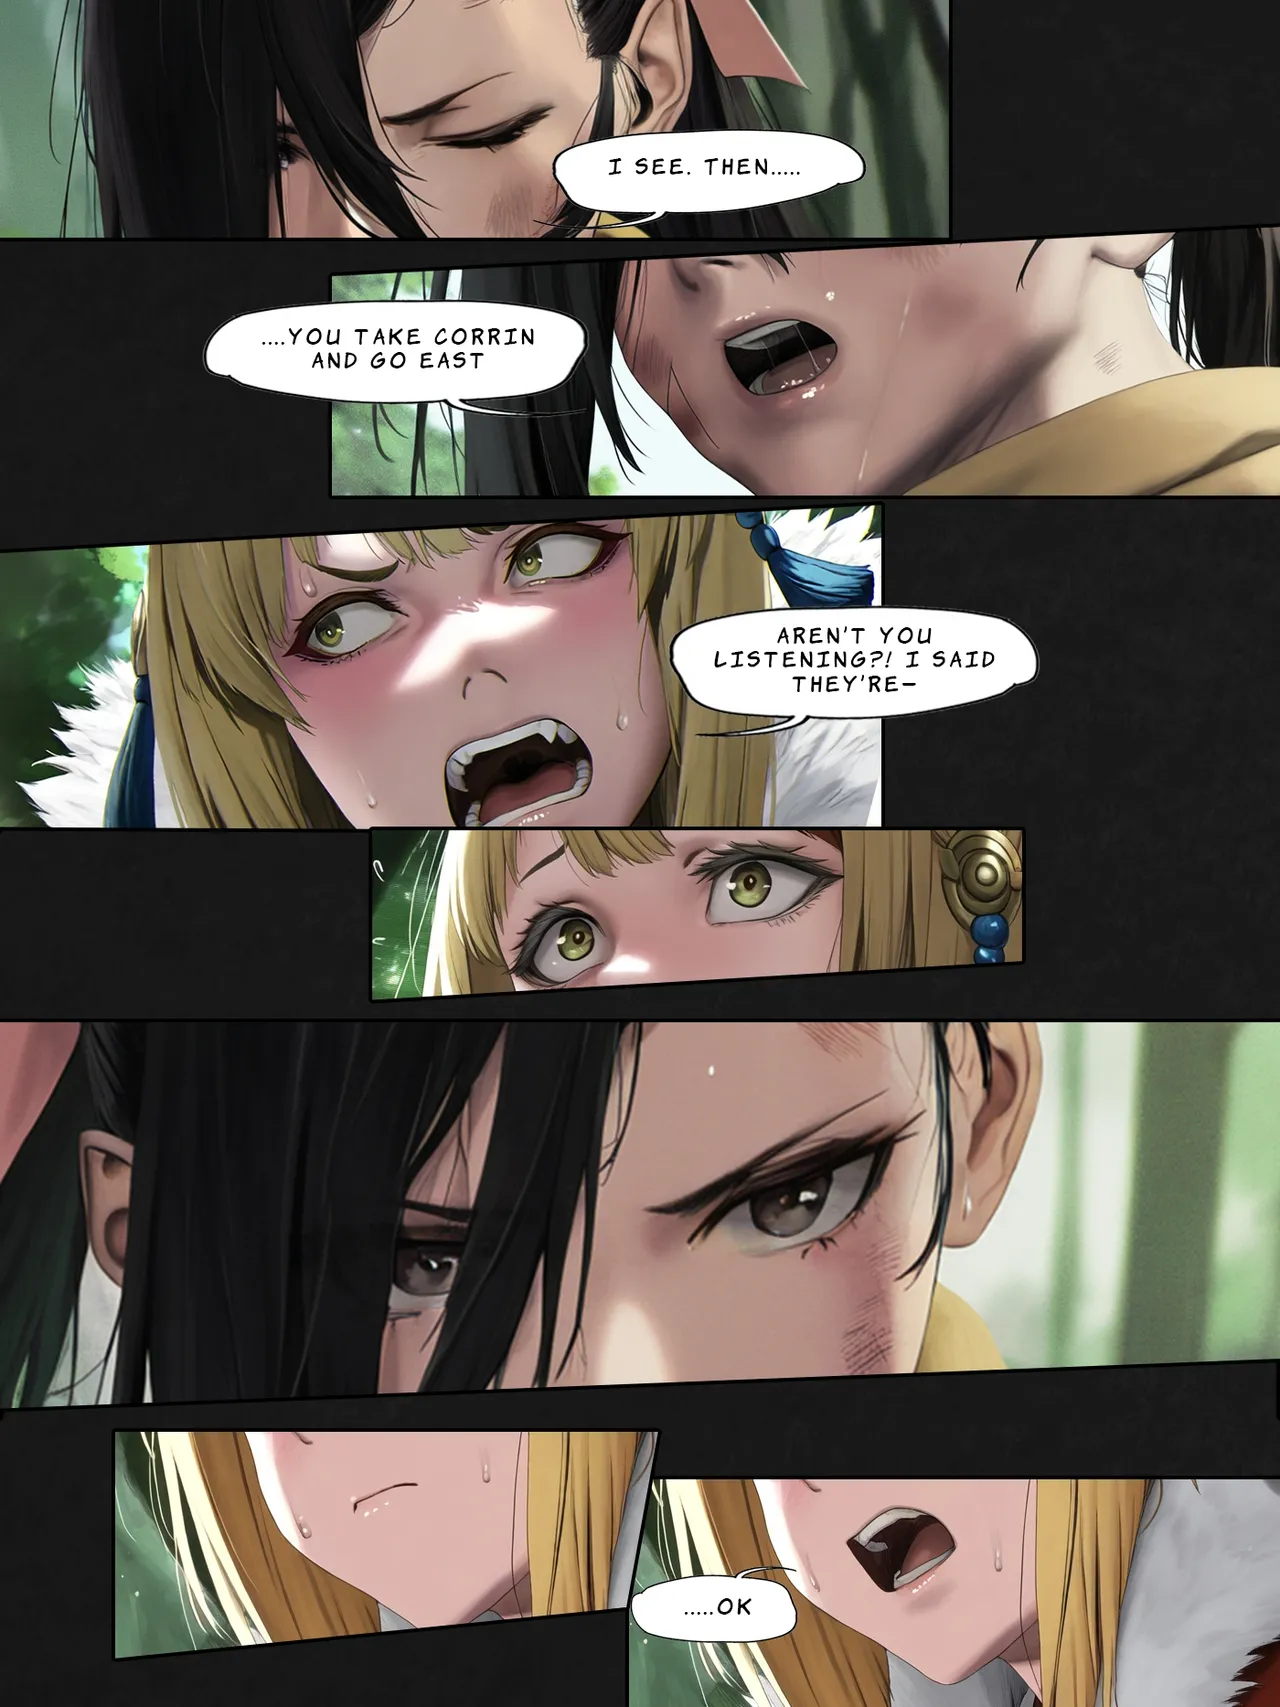 I SEE. THEN.....
....YOU TAKE CORRIN
AND GO EAST
AREN'T YOU
LISTENING?! I SAID
THEY'RE-
.....OK